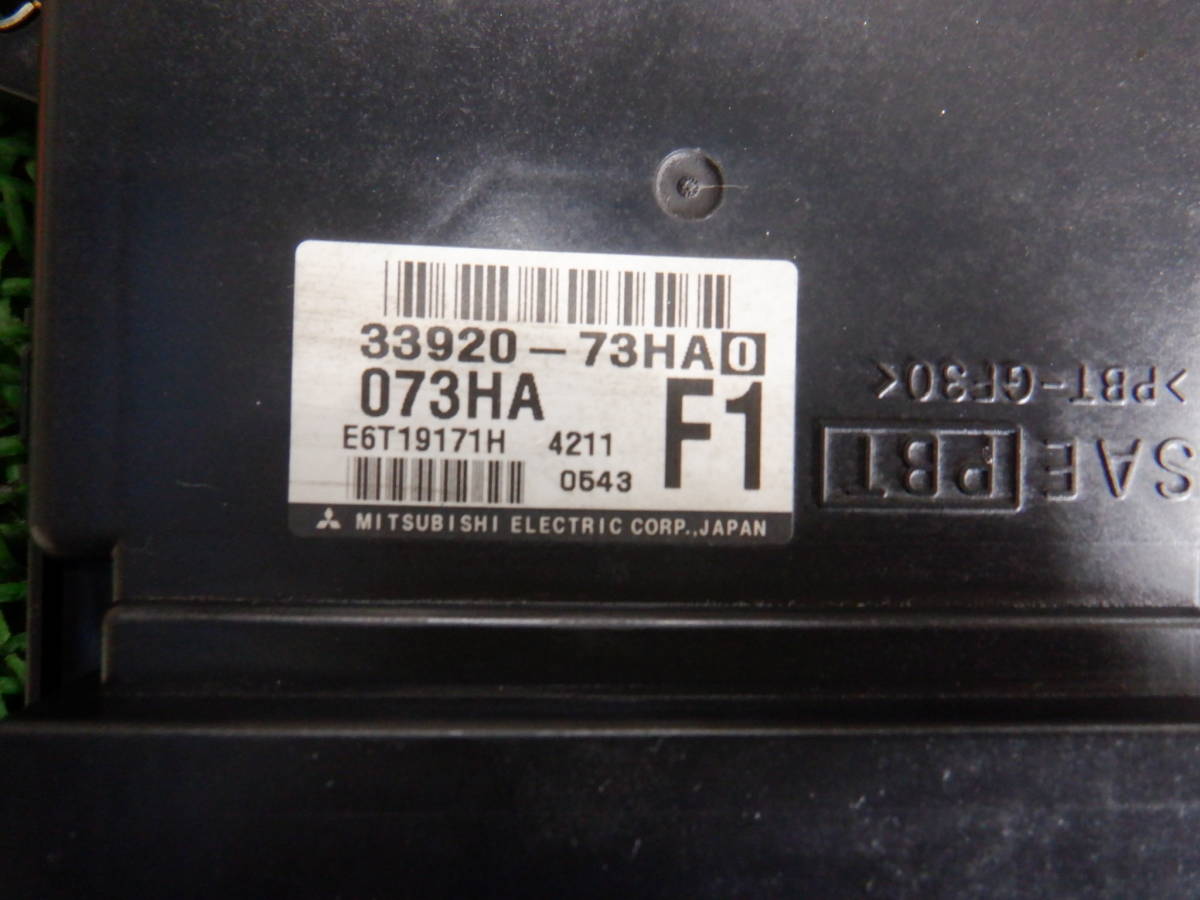 33920-73HA0
073HA
F1
E6T19171H 4211
0543
MITSUBISHI ELECTRIC CORP.,JAPAN
>PBT-GF30<
SAE PBT